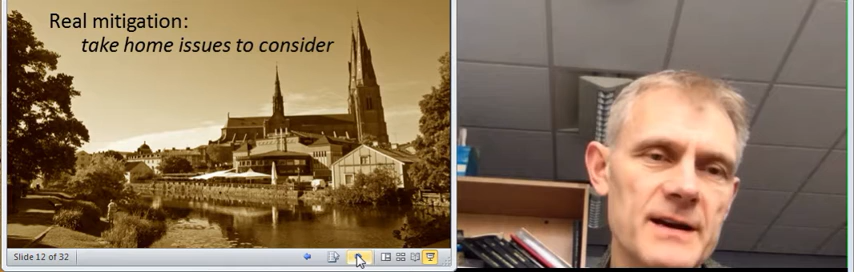 Real mitigation:
take home issues to consider
Slide 12 of 32